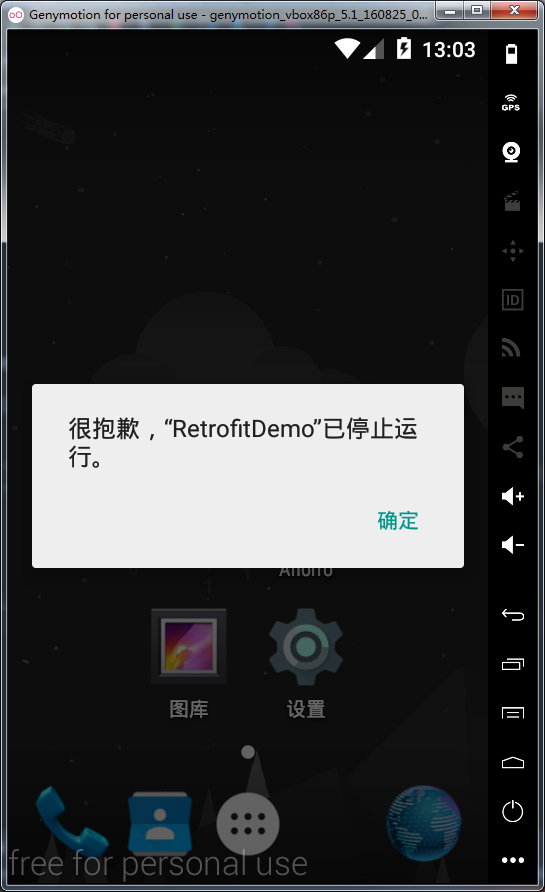 Genymotion for personal use - genymotion_vbox86p_5.1_160825_0...
13:03
GPS
ID
很抱歉，“RetrofitDemo”已停止运
行。
确定
图库
设置
free for personal use